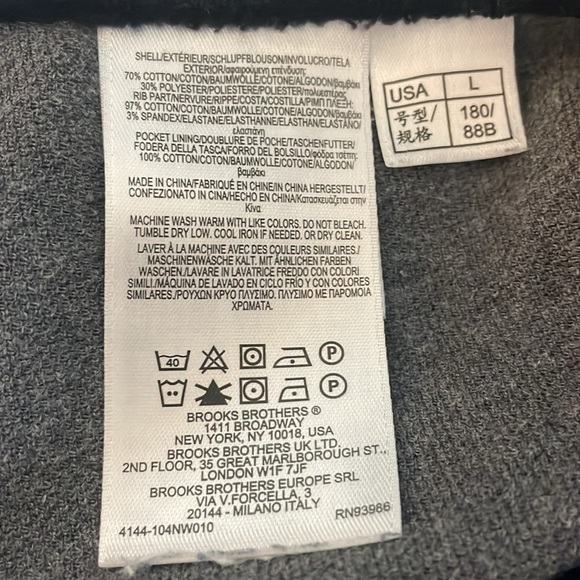 SHELL/EXTÉRIEUR/SCHLUPFBLOUSON/INVOLUCRO/TELA
EXTERIOR/σφαιρούμενη επένδυση:
70% COTTON/COTON/BAUMWOLLE/COTONE/ALGODON/βαμβάκι
30% POLYESTER/POLYESTERE/POLIESTER/πολυεστέρας
RIB PART/NERVURE/RIPPE/COSTA/COSTILLA/ΡΙΜΠ ΠΛΕΞΗ:
97% COTTON/COTON/BAUMWOLLE/COTONE/ALGODON/βαμβάκι
3% SPANDEX/ELASTHANNE/ELASTHAN/ELASTANO/
ελαστάνη
POCKET LINING/DOUBLURE DE POCHE/TASCHENFUTTER/
FODERA DELLA TASCA/FORRO DEL BOLSILLO/φόδρα τσέπη:
100% COTTON/COTON/BAUMWOLLE/COTONE/ALGODON/
βαμβάκι
MADE IN CHINA/FABRIQUÉ EN CHINE/IN CHINA HERGESTELLT/
CONFEZIONATO IN CINA/HECHO EN CHINA/Κατασκευάζεται στην
Κίνα
MACHINE WASH WARM WITH LIKE COLORS. DO NOT BLEACH.
TUMBLE DRY LOW. COOL IRON IF NEEDED. OR DRY CLEAN.
LAVER À LA MACHINE AVEC DES COULEURS SIMILAIRES./
MASCHINENWÄSCHE KALT. MIT ÄHNLICHEN FARBEN
WASCHEN./LAVARE IN LAVATRICE FREDDO CON COLORI
SIMILI./MÁQUINA DE LAVADO EN CICLO FRÍO Y CON COLORES
SIMILARES./ΡΟΥΧΩΝ ΚΡΥΟ ΠΛΥΣΙΜΟ. ΠΛΥΣΙΜΟ ΜΕ ΠΑΡΟΜΟΙΑ
ΧΡΩΜΑΤΑ.
40 P
P
BROOKS BROTHERS ®
1411 BROADWAY
NEW YORK, NY 10018, USA
BROOKS BROTHERS UK LTD.
2ND FLOOR, 35 GREAT MARLBOROUGH ST.,
LONDON W1F 7JF
BROOKS BROTHERS EUROPE SRL
VIA V.FORCELLA, 3
20144 - MILANO ITALY
4144-104NW010 RN93966
USA L
号型/ 180/
规格 88B